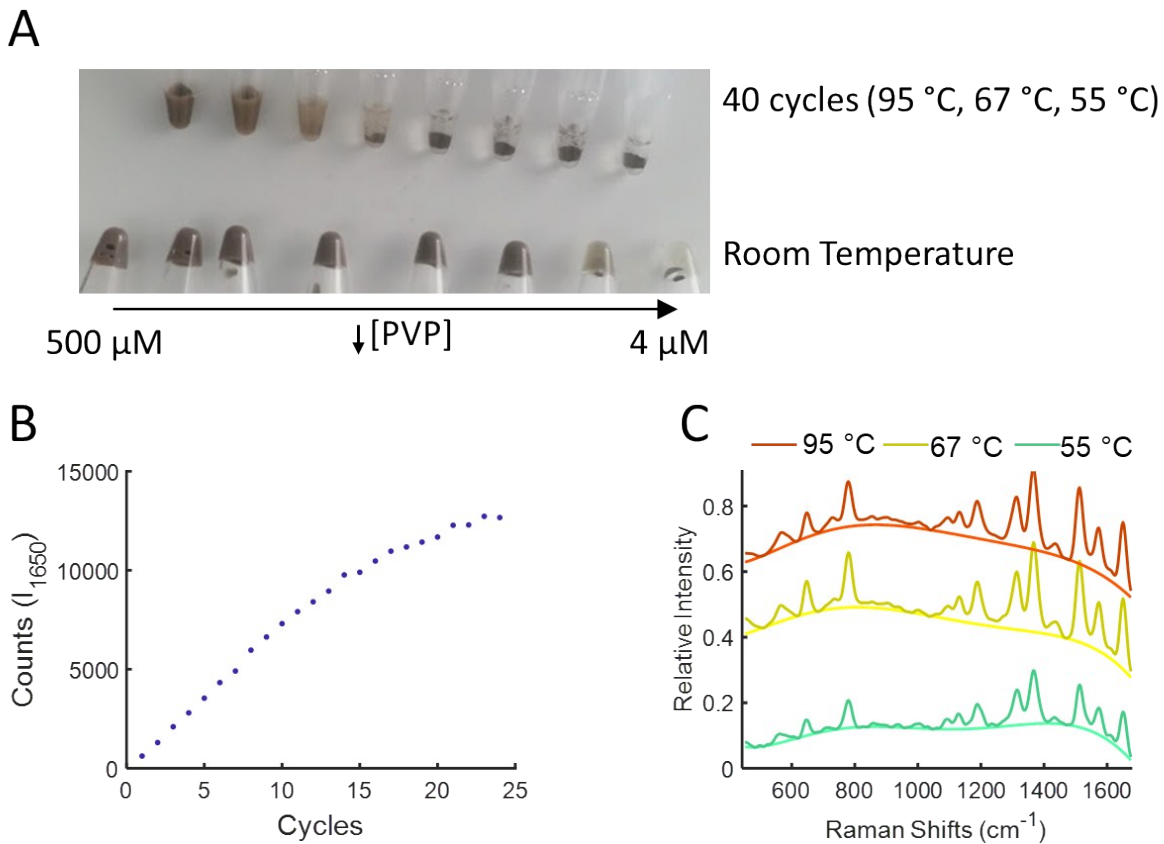 A
40 cycles (95 °C, 67 °C, 55 °C)
Room Temperature
500 µM
↓[PVP]
4 µM
B
Counts (I1650)
15000
10000
5000
0
0 5 10 15 20 25
Cycles
C
95 °C 67 °C 55 °C
Relative Intensity
0.8
0.6
0.4
0.2
0
600 800 1000 1200 1400 1600
Raman Shifts (cm-1)